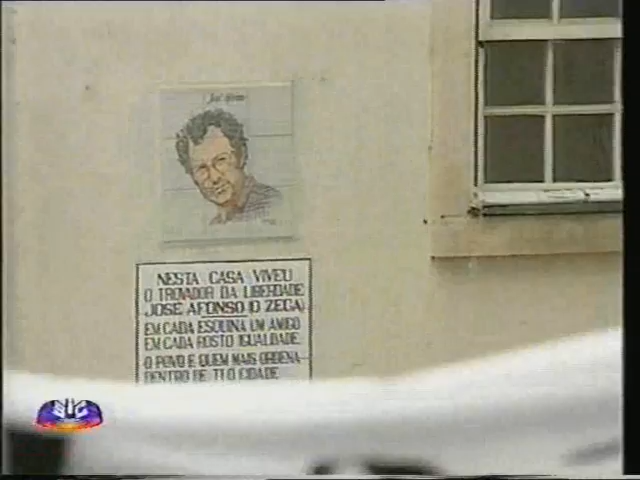 José Afonso
NESTA CASA VIVEU
O TROVADOR DA LIBERDADE
JOSÉ AFONSO (O ZECA)
EM CADA ESQUINA UM AMIGO
EM CADA ROSTO IGUALDADE
O POVO É QUEM MAIS ORDENA
DENTRO DE TI Ó CIDADE
SIC